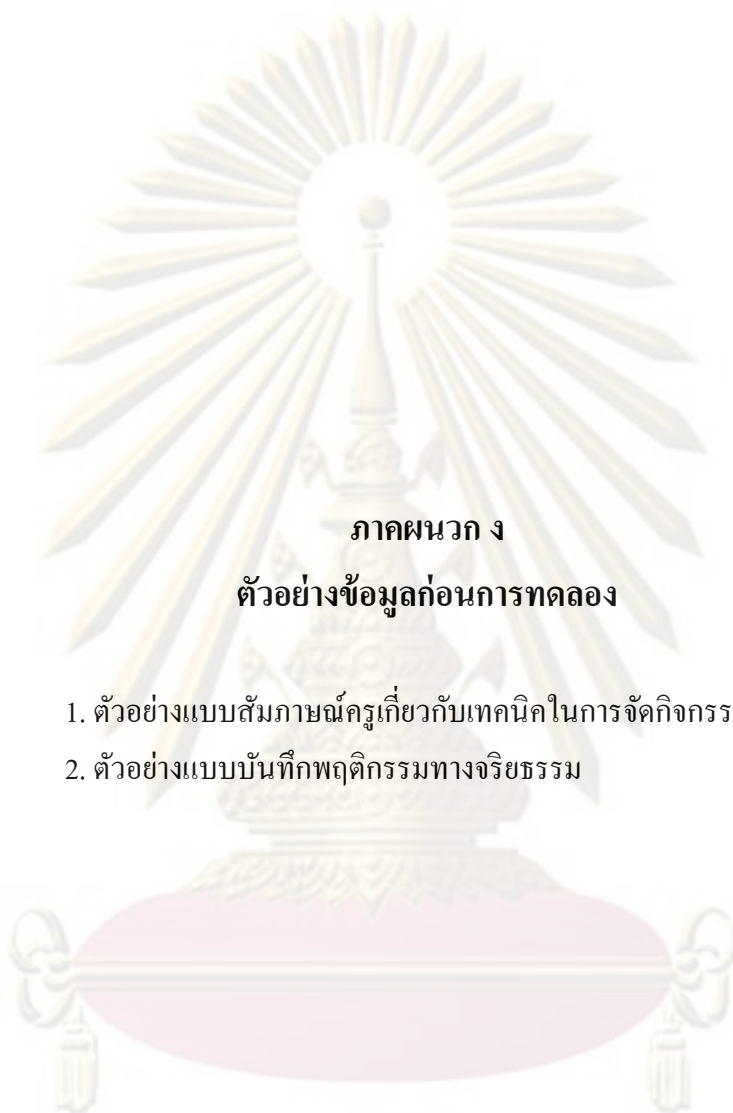 ภาคผนวก ง
ตัวอย่างข้อมูลก่อนการทดลอง
1. ตัวอย่างแบบสัมภาษณ์ครูเกี่ยวกับเทคนิคในการจัดกิจกรร
2. ตัวอย่างแบบบันทึกพฤติกรรมทางจริยธรรม